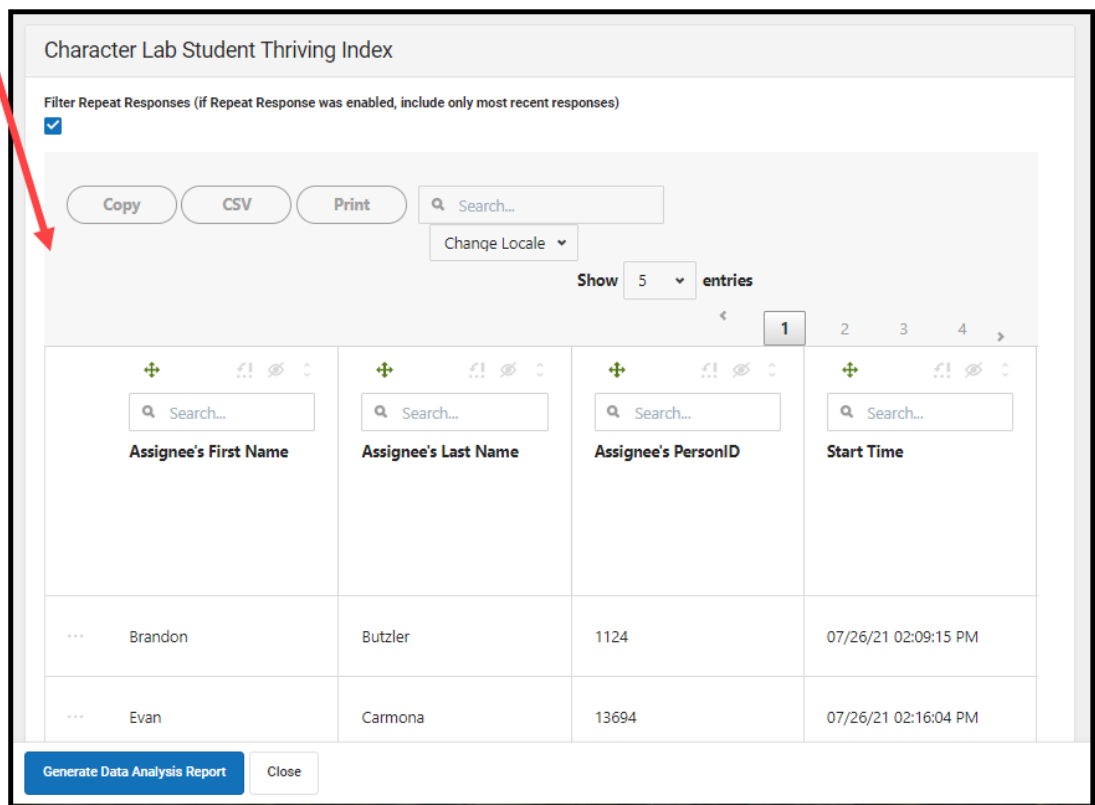 Character Lab Student Thriving Index
Filter Repeat Responses (if Repeat Response was enabled, include only most recent responses)
Copy CSV Print Search...
Change Locale
Show 5 entries
1 2 3 4
Search... Search... Search... Search...
Assignee's First Name Assignee's Last Name Assignee's PersonID Start Time
Brandon Butzler 1124 07/26/21 02:09:15 PM
Evan Carmona 13694 07/26/21 02:16:04 PM
Generate Data Analysis Report Close